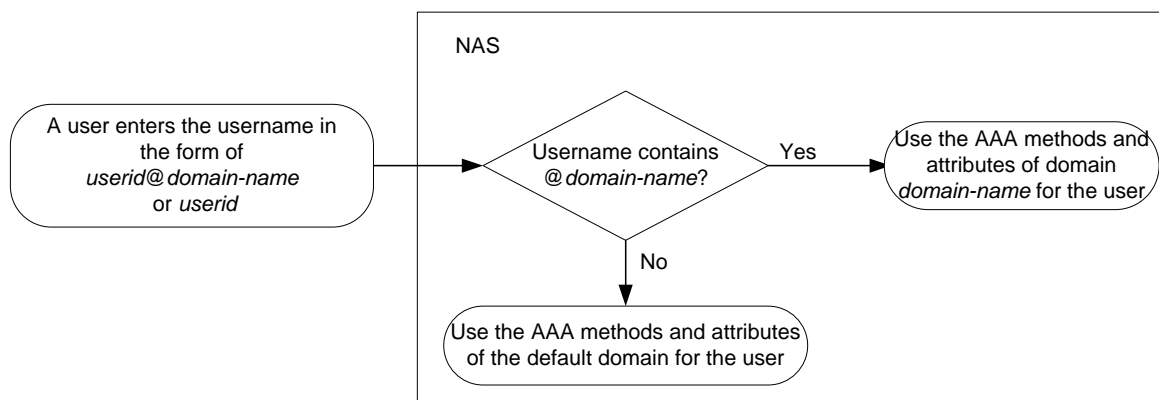 NAS
A user enters the username in
the form of
userid@domain-name
or userid
Username contains
@domain-name?
Yes
Use the AAA methods and
attributes of domain
domain-name for the user
No
Use the AAA methods and attributes
of the default domain for the user